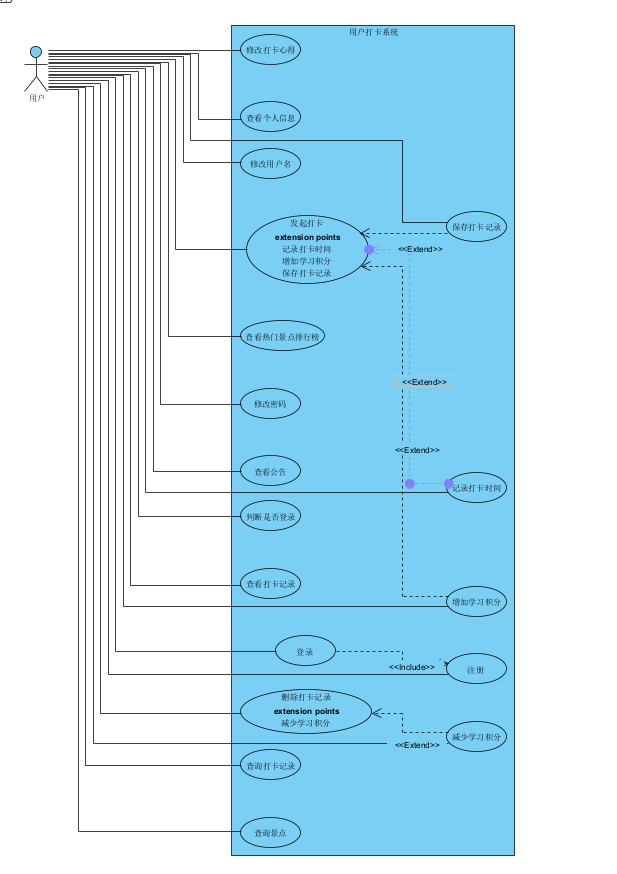 用户打卡系统
修改打卡心得
用户
查看个人信息
修改用户名
发起打卡
extension points
记录打卡时间
增加学习积分
保存打卡记录
保存打卡记录
<<Extend>>
查看热门景点排行榜
<<Extend>>
修改密码
<<Extend>>
查看公告
记录打卡时间
判断是否登录
查看打卡记录
增加学习积分
登录
<<Include>>
注册
删除打卡记录
extension points
减少学习积分
减少学习积分
<<Extend>>
查询打卡记录
查询景点